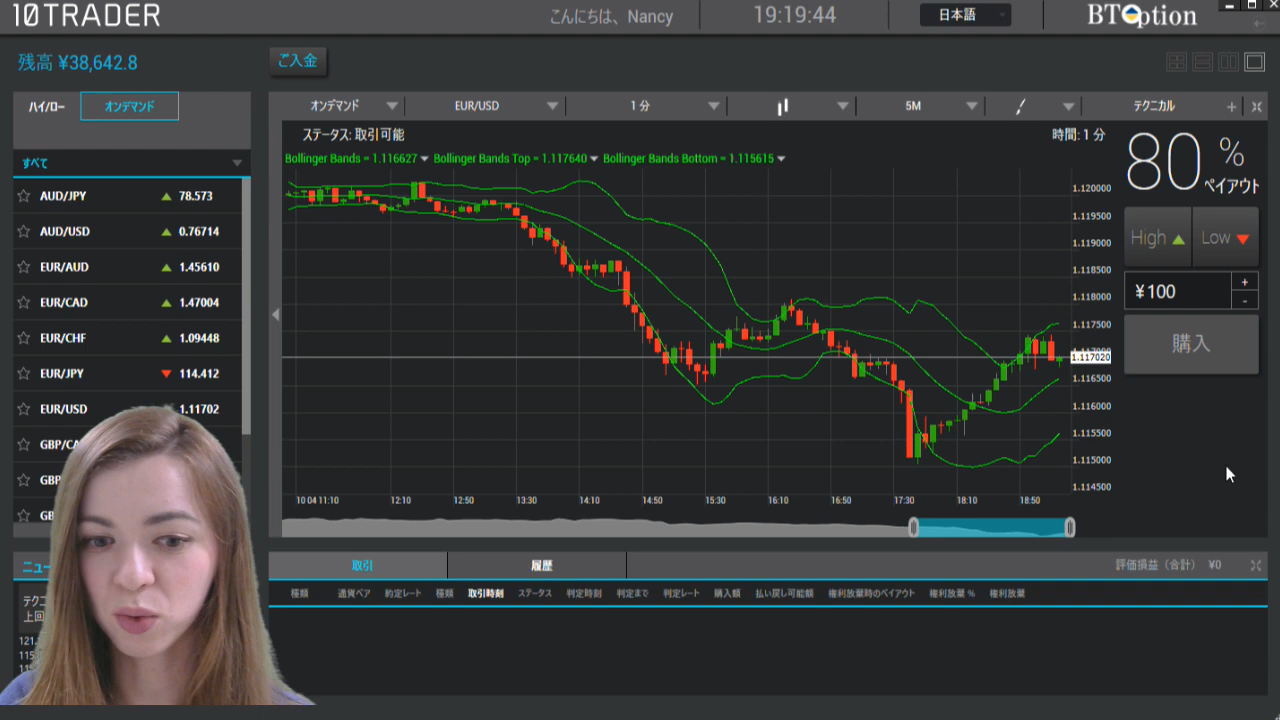 10TRADER
こんにちは、Nancy
19:19:44
日本語
BTOption
残高 ¥38,642.8
ご入金
ハイ/ロー オンデマンド
オンデマンド
EUR/USD
1 分
5M
テクニカル
すべて
ステータス: 取引可能
時間: 1 分
Bollinger Bands = 1.116627
Bollinger Bands Top = 1.117640
Bollinger Bands Bottom = 1.115615
80 %
ペイアウト
High
Low
¥100
+
-
購入
AUD/JPY 78.573
AUD/USD 0.76714
EUR/AUD 1.45610
EUR/CAD 1.47004
EUR/CHF 1.09448
EUR/JPY 114.412
EUR/USD 1.11702
1.120000
1.119500
1.119000
1.118500
1.118000
1.117500
1.117020
1.116500
1.116000
1.115500
1.115000
1.114500
10 04 11:10 12:10 12:50 13:30 14:10 14:50 15:30 16:10 16:50 17:30 18:10 18:50
取引
履歴
評価損益（合計） ¥0
種類 通貨ペア 約定レート 種類 取引時刻 ステータス 判定時刻 判定まで 判定レート 購入額 払い戻し可能額 権利放棄時のペイアウト 権利放棄 % 権利放棄